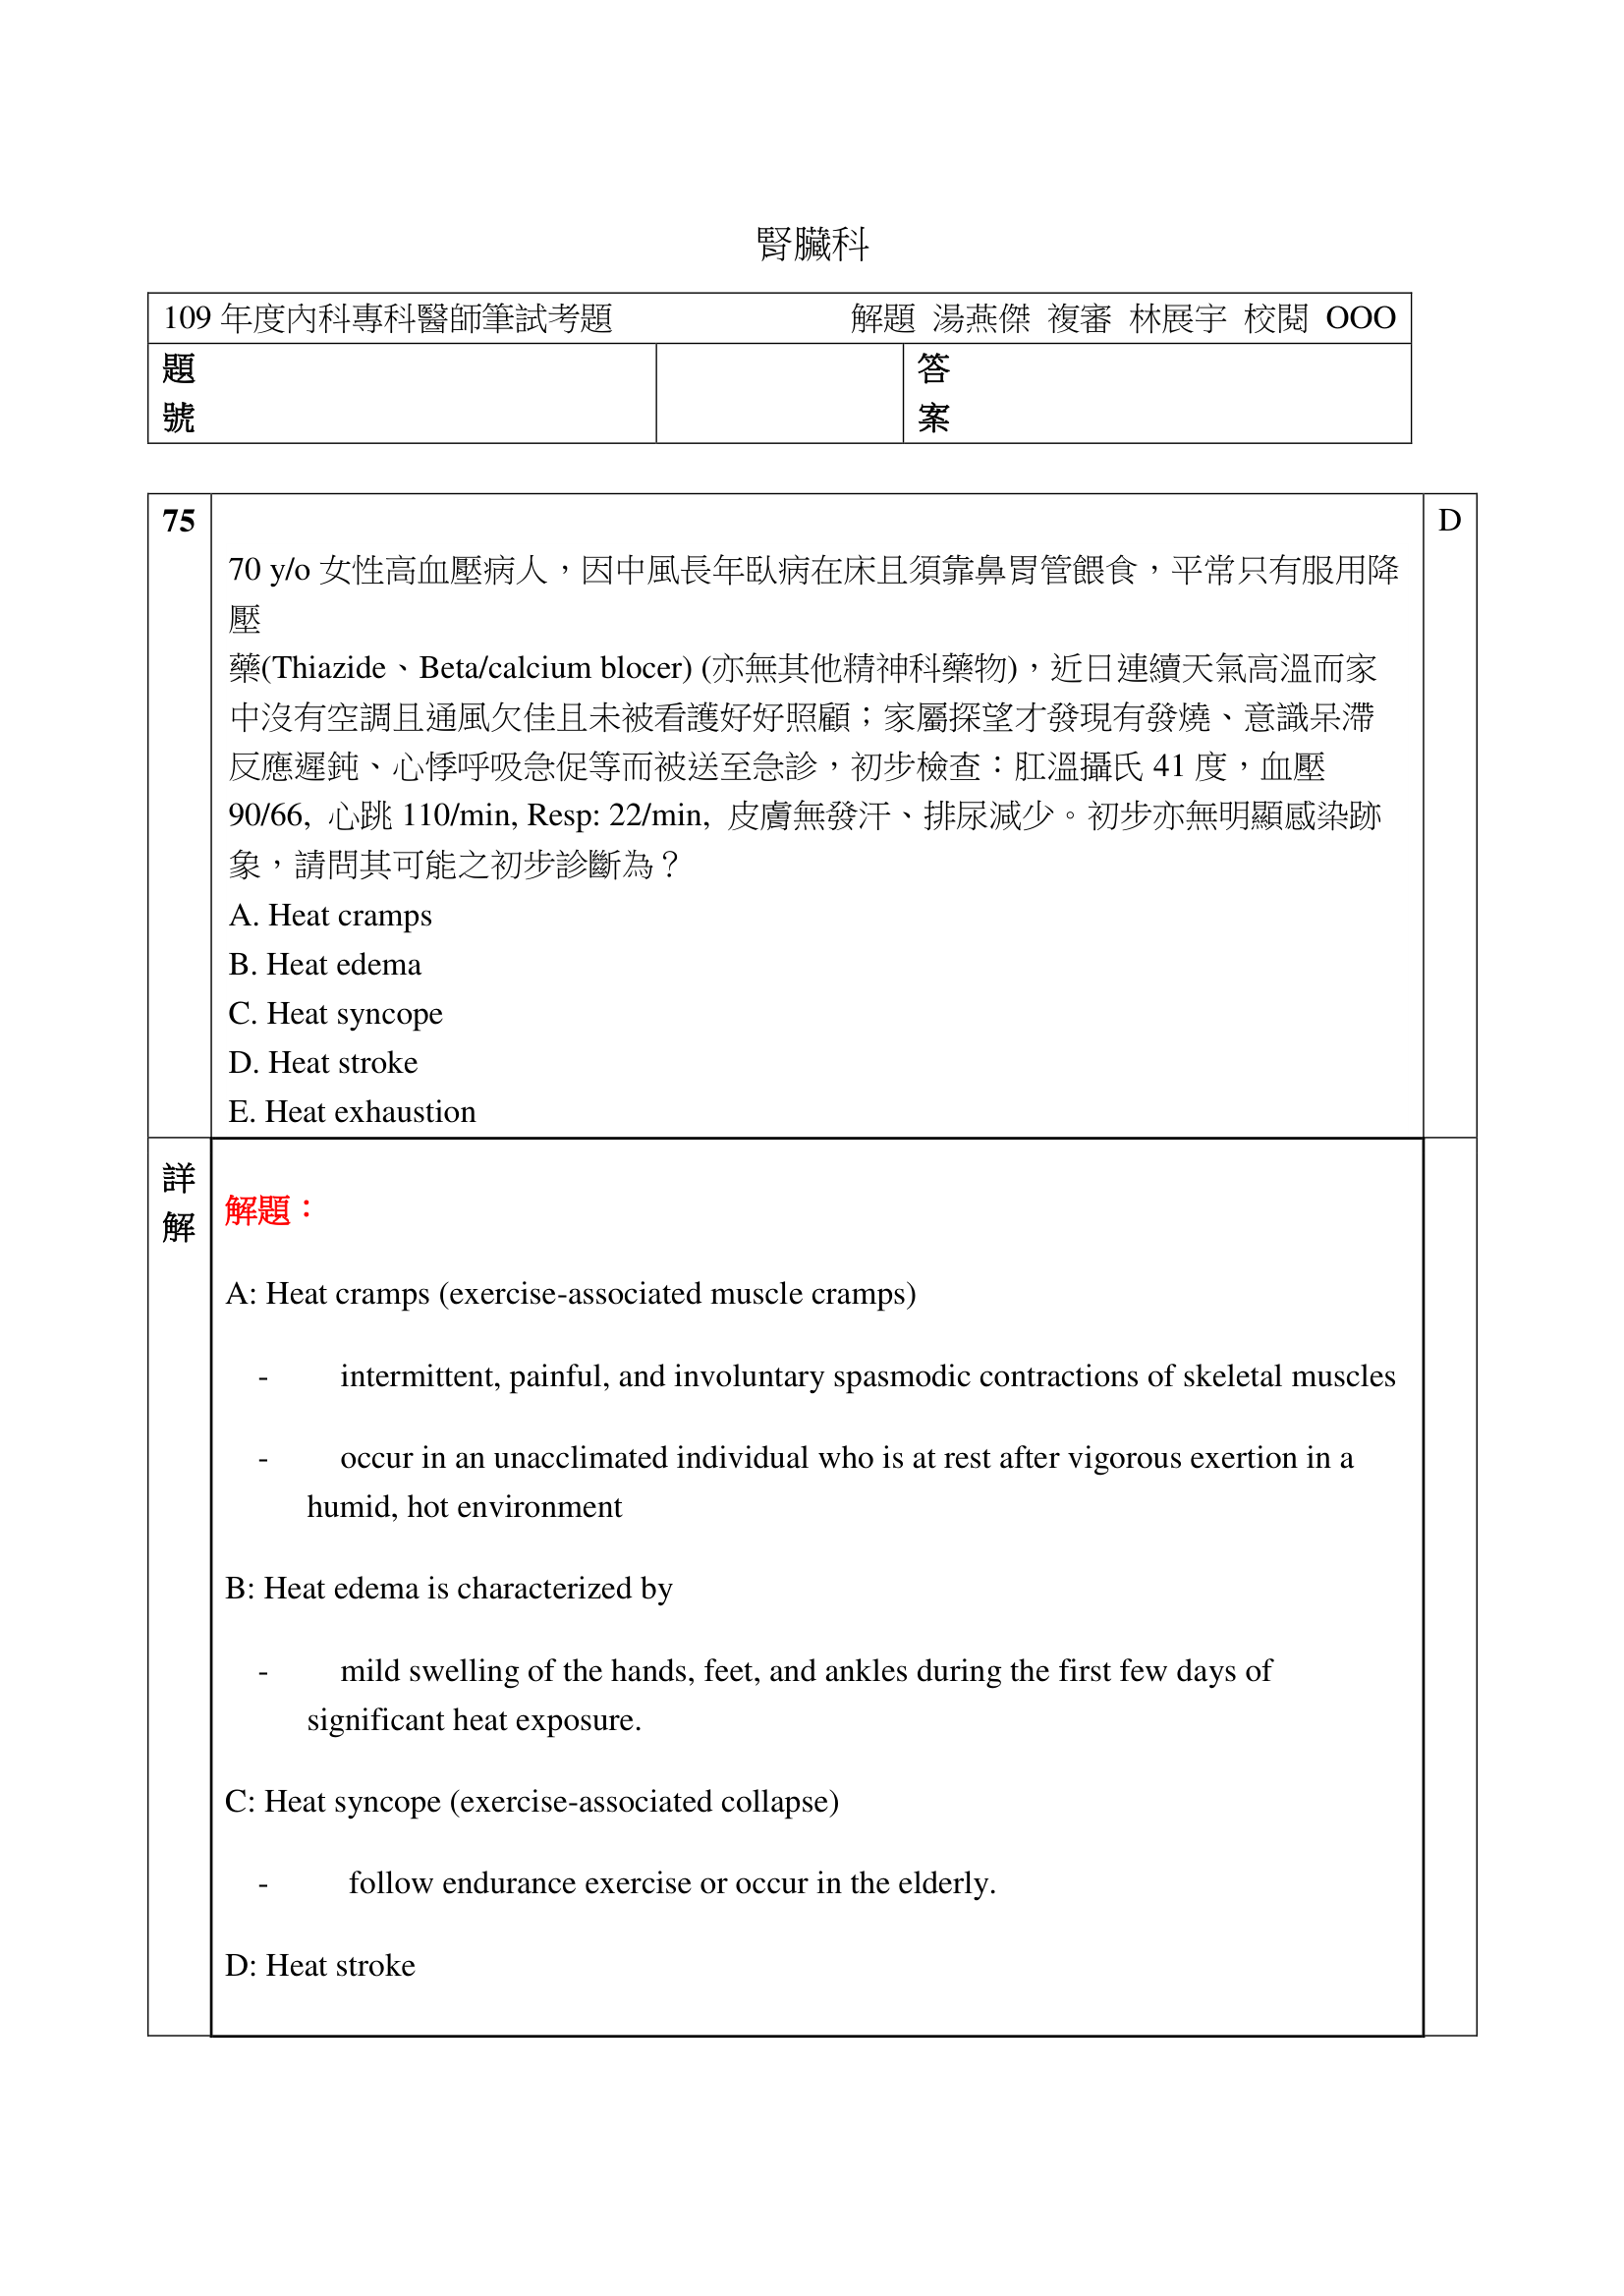 腎臟科
109 年度內科專科醫師筆試考題 解題 湯燕傑 複審 林展宇 校閱 OOO
題
號
答
案
75
D
70 y/o 女性高血壓病人，因中風長年臥病在床且須靠鼻胃管餵食，平常只有服用降
壓
藥(Thiazide、Beta/calcium blocer) (亦無其他精神科藥物)，近日連續天氣高溫而家
中沒有空調且通風欠佳且未被看護好好照顧；家屬探望才發現有發燒、意識呆滯
反應遲鈍、心悸呼吸急促等而被送至急診，初步檢查：肛溫攝氏 41 度，血壓
90/66, 心跳 110/min, Resp: 22/min, 皮膚無發汗、排尿減少。初步亦無明顯感染跡
象，請問其可能之初步診斷為？
A. Heat cramps
B. Heat edema
C. Heat syncope
D. Heat stroke
E. Heat exhaustion
詳
解
解題：
A: Heat cramps (exercise-associated muscle cramps)
- intermittent, painful, and involuntary spasmodic contractions of skeletal muscles
- occur in an unacclimated individual who is at rest after vigorous exertion in a
humid, hot environment
B: Heat edema is characterized by
- mild swelling of the hands, feet, and ankles during the first few days of
significant heat exposure.
C: Heat syncope (exercise-associated collapse)
- follow endurance exercise or occur in the elderly.
D: Heat stroke